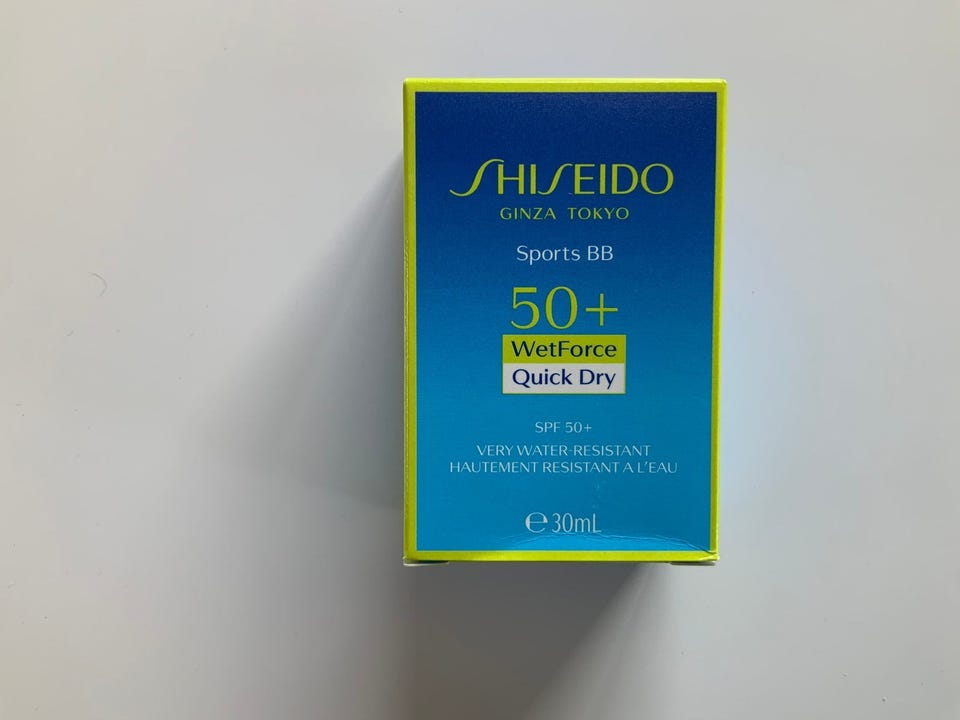 SHISEIDO
GINZA TOKYO
Sports BB
50+
WetForce
Quick Dry
SPF 50+
VERY WATER-RESISTANT
HAUTEMENT RESISTANT A L'EAU
℮30mL